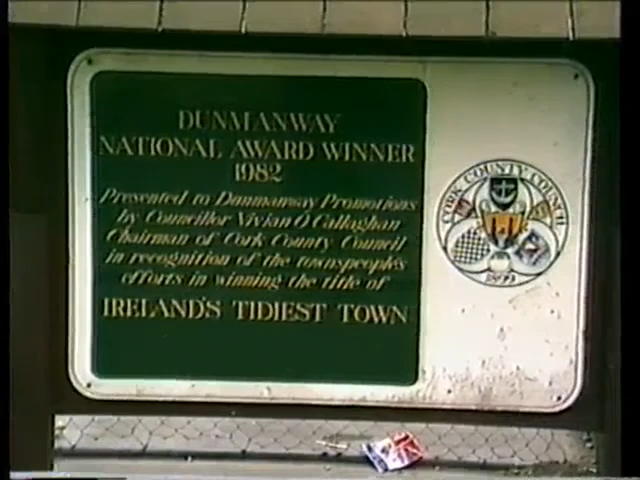 DUNMANWAY
NATIONAL AWARD WINNER
1982
Presented to Dunmanway Promotions
by Councillor Vivian Ó Callaghan
Chairman of Cork County Council
in recognition of the townspeople's
efforts in winning the title of
IRELAND'S TIDIEST TOWN
CORK COUNTY COUNCIL
1899